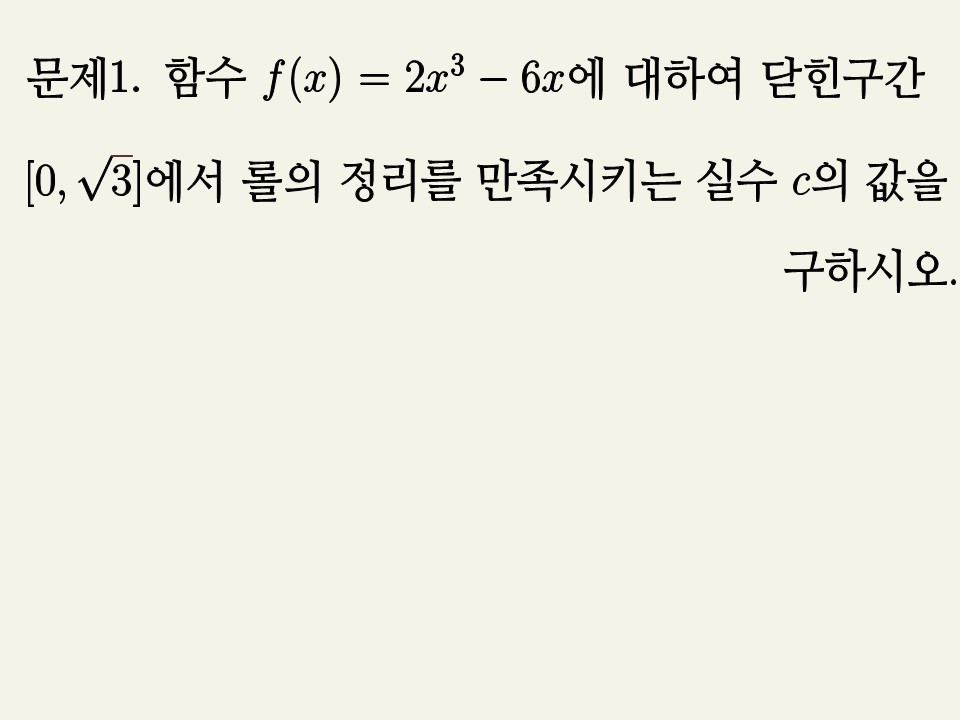 문제1. 함수 f(x) = 2x³ − 6x에 대하여 닫힌구간
[0, √3]에서 롤의 정리를 만족시키는 실수 c의 값을
구하시오.